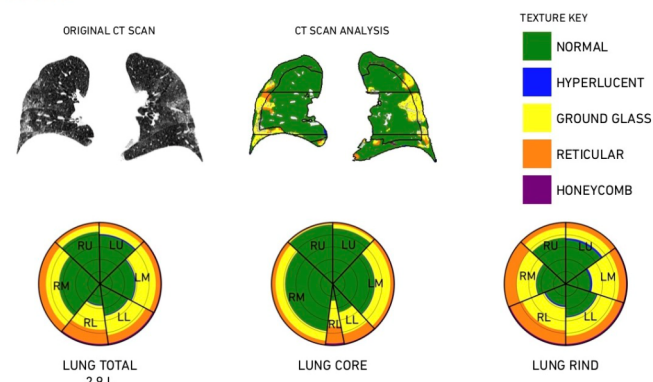 TEXTURE KEY
ORIGINAL CT SCAN
CT SCAN ANALYSIS
NORMAL
HYPERLUCENT
GROUND GLASS
RETICULAR
HONEYCOMB
RU
LU
RM
LM
RL
LL
RU
LU
RM
LM
RL
LL
RU
LU
RM
LM
RL
LL
LUNG TOTAL
LUNG CORE
LUNG RIND
2.9 L